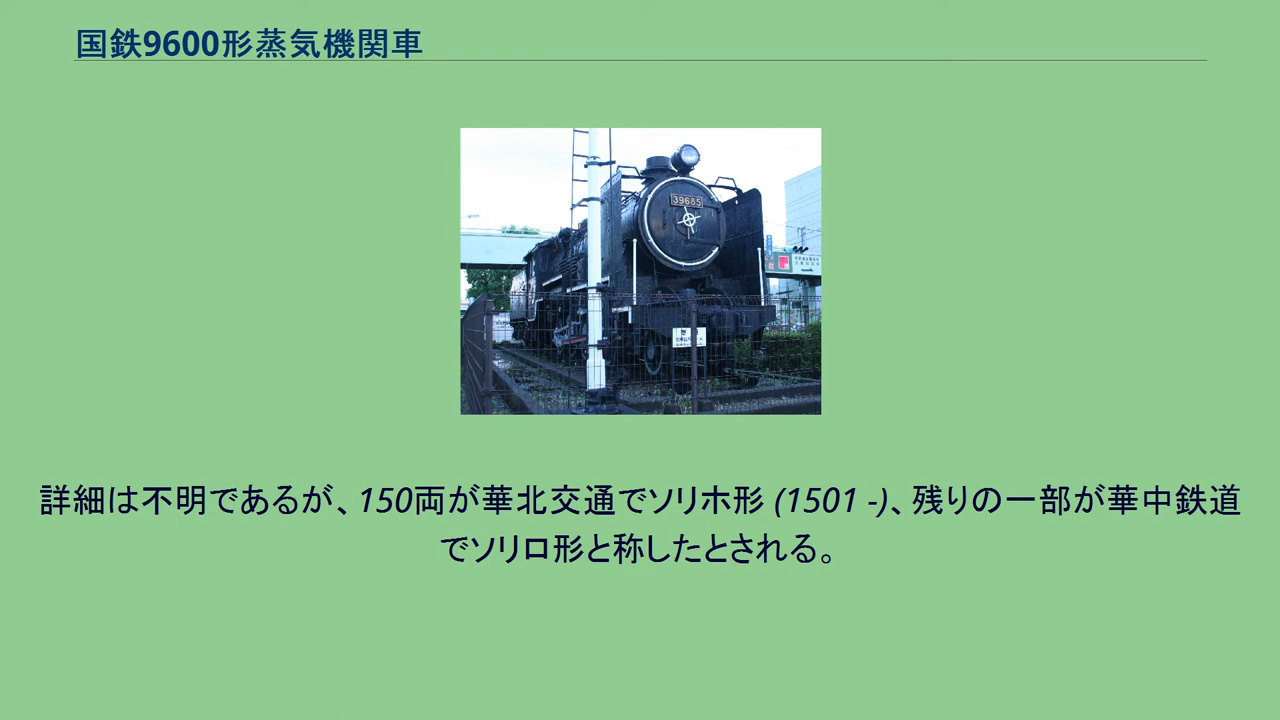 国鉄9600形蒸気機関車
39685
詳細は不明であるが、150両が華北交通でソリホ形 (1501 -)、残りの一部が華中鉄道
でソリロ形と称したとされる。